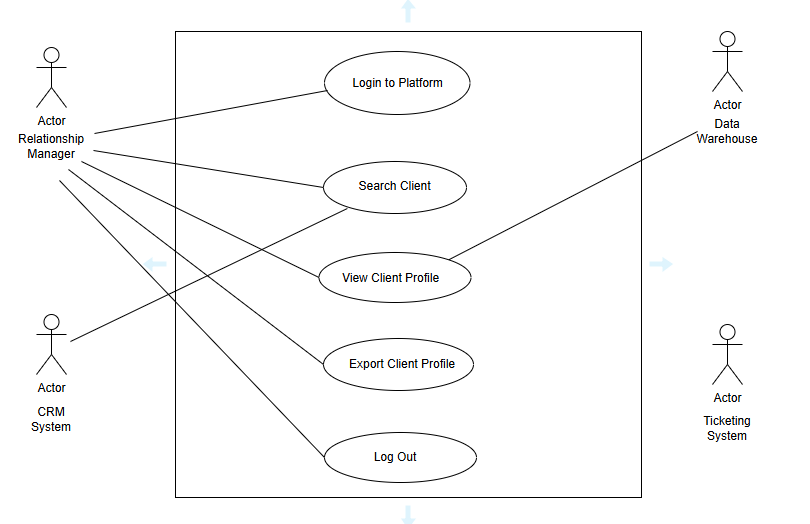 Actor
Relationship
Manager
Login to Platform
Actor
Data
Warehouse
Search Client
View Client Profile
Actor
CRM
System
Export Client Profile
Actor
Ticketing
System
Log Out